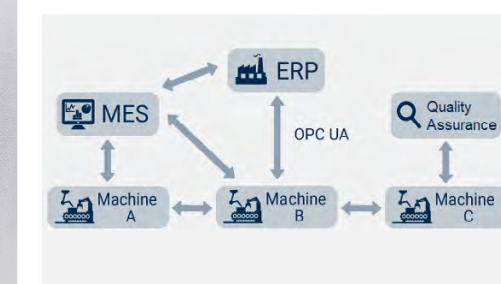 ERP
MES
OPC UA
Quality
Assurance
Machine
A
Machine
B
Machine
C